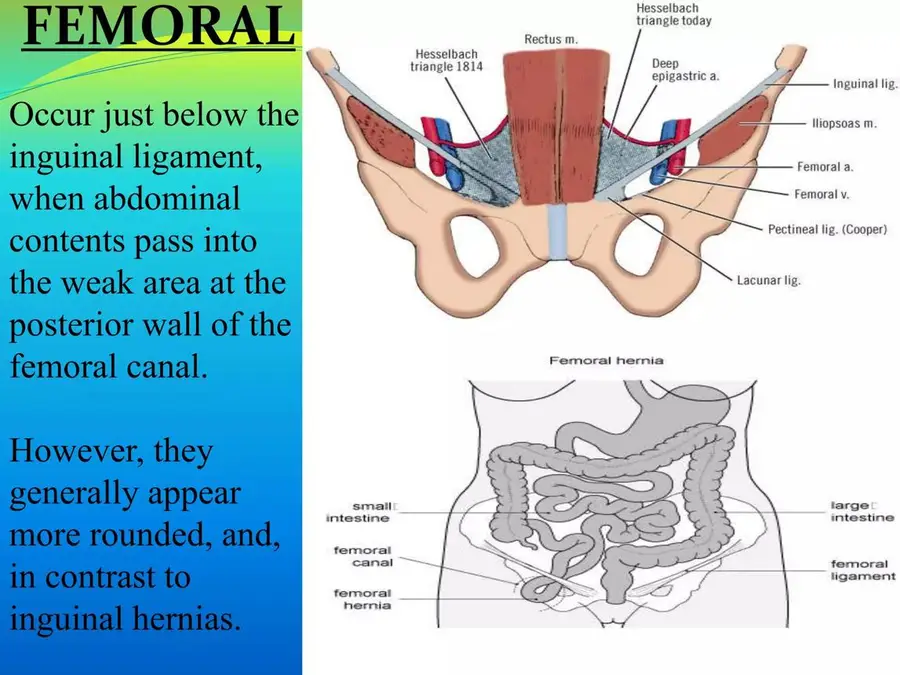 FEMORAL
Occur just below the
inguinal ligament,
when abdominal
contents pass into
the weak area at the
posterior wall of the
femoral canal.
However, they
generally appear
more rounded, and,
in contrast to
inguinal hernias.
Hesselbach
triangle 1814
Rectus m.
Hesselbach
triangle today
Deep
epigastric a.
Inguinal lig.
Iliopsoas m.
Femoral a.
Femoral v.
Pectineal lig. (Cooper)
Lacunar lig.
Femoral hernia
small
intestine
femoral
canal
femoral
hernia
large
intestine
femoral
ligament